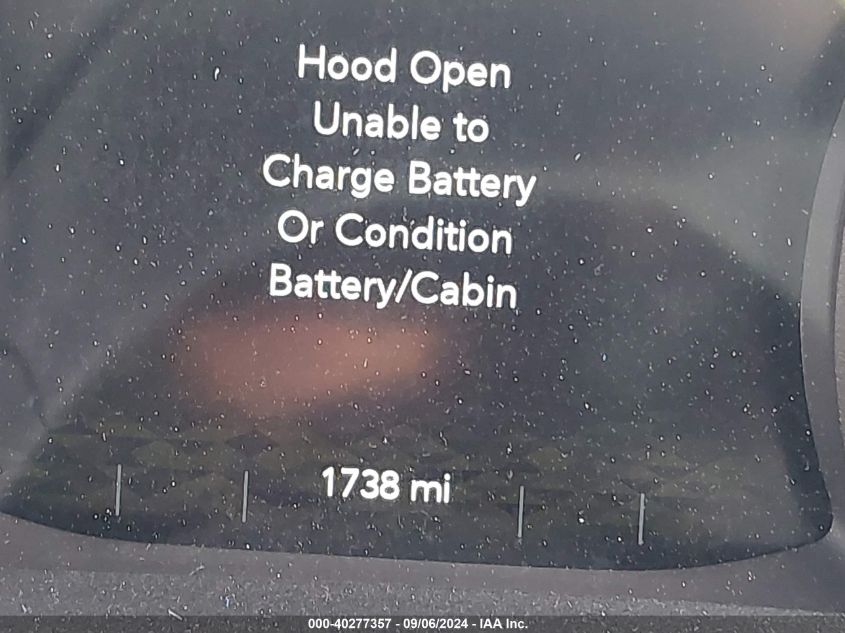 Hood Open
Unable to
Charge Battery
Or Condition
Battery/Cabin
1738 mi
000-40277357 - 09/06/2024 - IAA Inc.